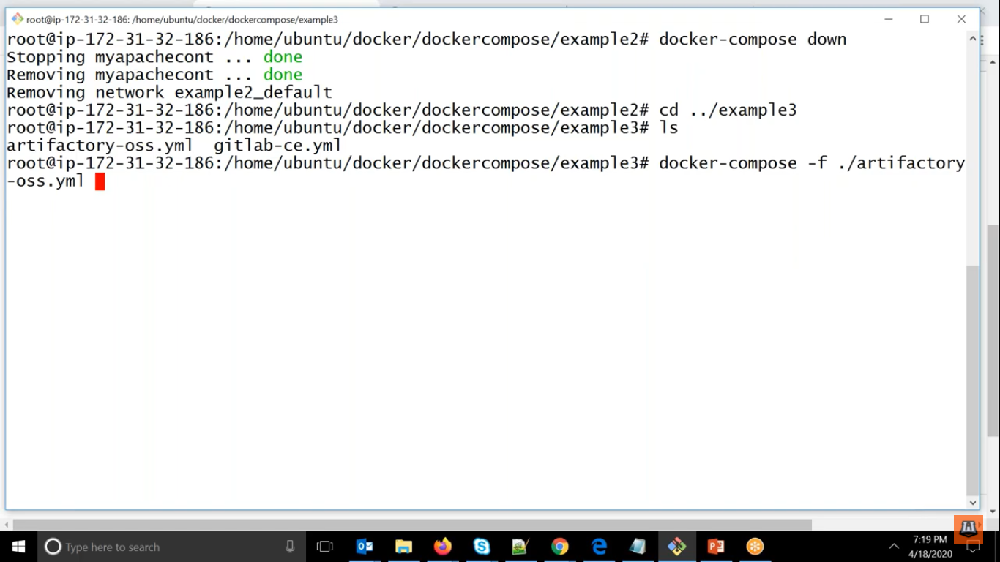 root@ip-172-31-32-186: /home/ubuntu/docker/dockercompose/example3
root@ip-172-31-32-186:/home/ubuntu/docker/dockercompose/example2# docker-compose down
Stopping myapachecont ... done
Removing myapachecont ... done
Removing network example2_default
root@ip-172-31-32-186:/home/ubuntu/docker/dockercompose/example2# cd ../example3
root@ip-172-31-32-186:/home/ubuntu/docker/dockercompose/example3# ls
artifactory-oss.yml  gitlab-ce.yml
root@ip-172-31-32-186:/home/ubuntu/docker/dockercompose/example3# docker-compose -f ./artifactory
-oss.yml
Type here to search
7:19 PM
4/18/2020